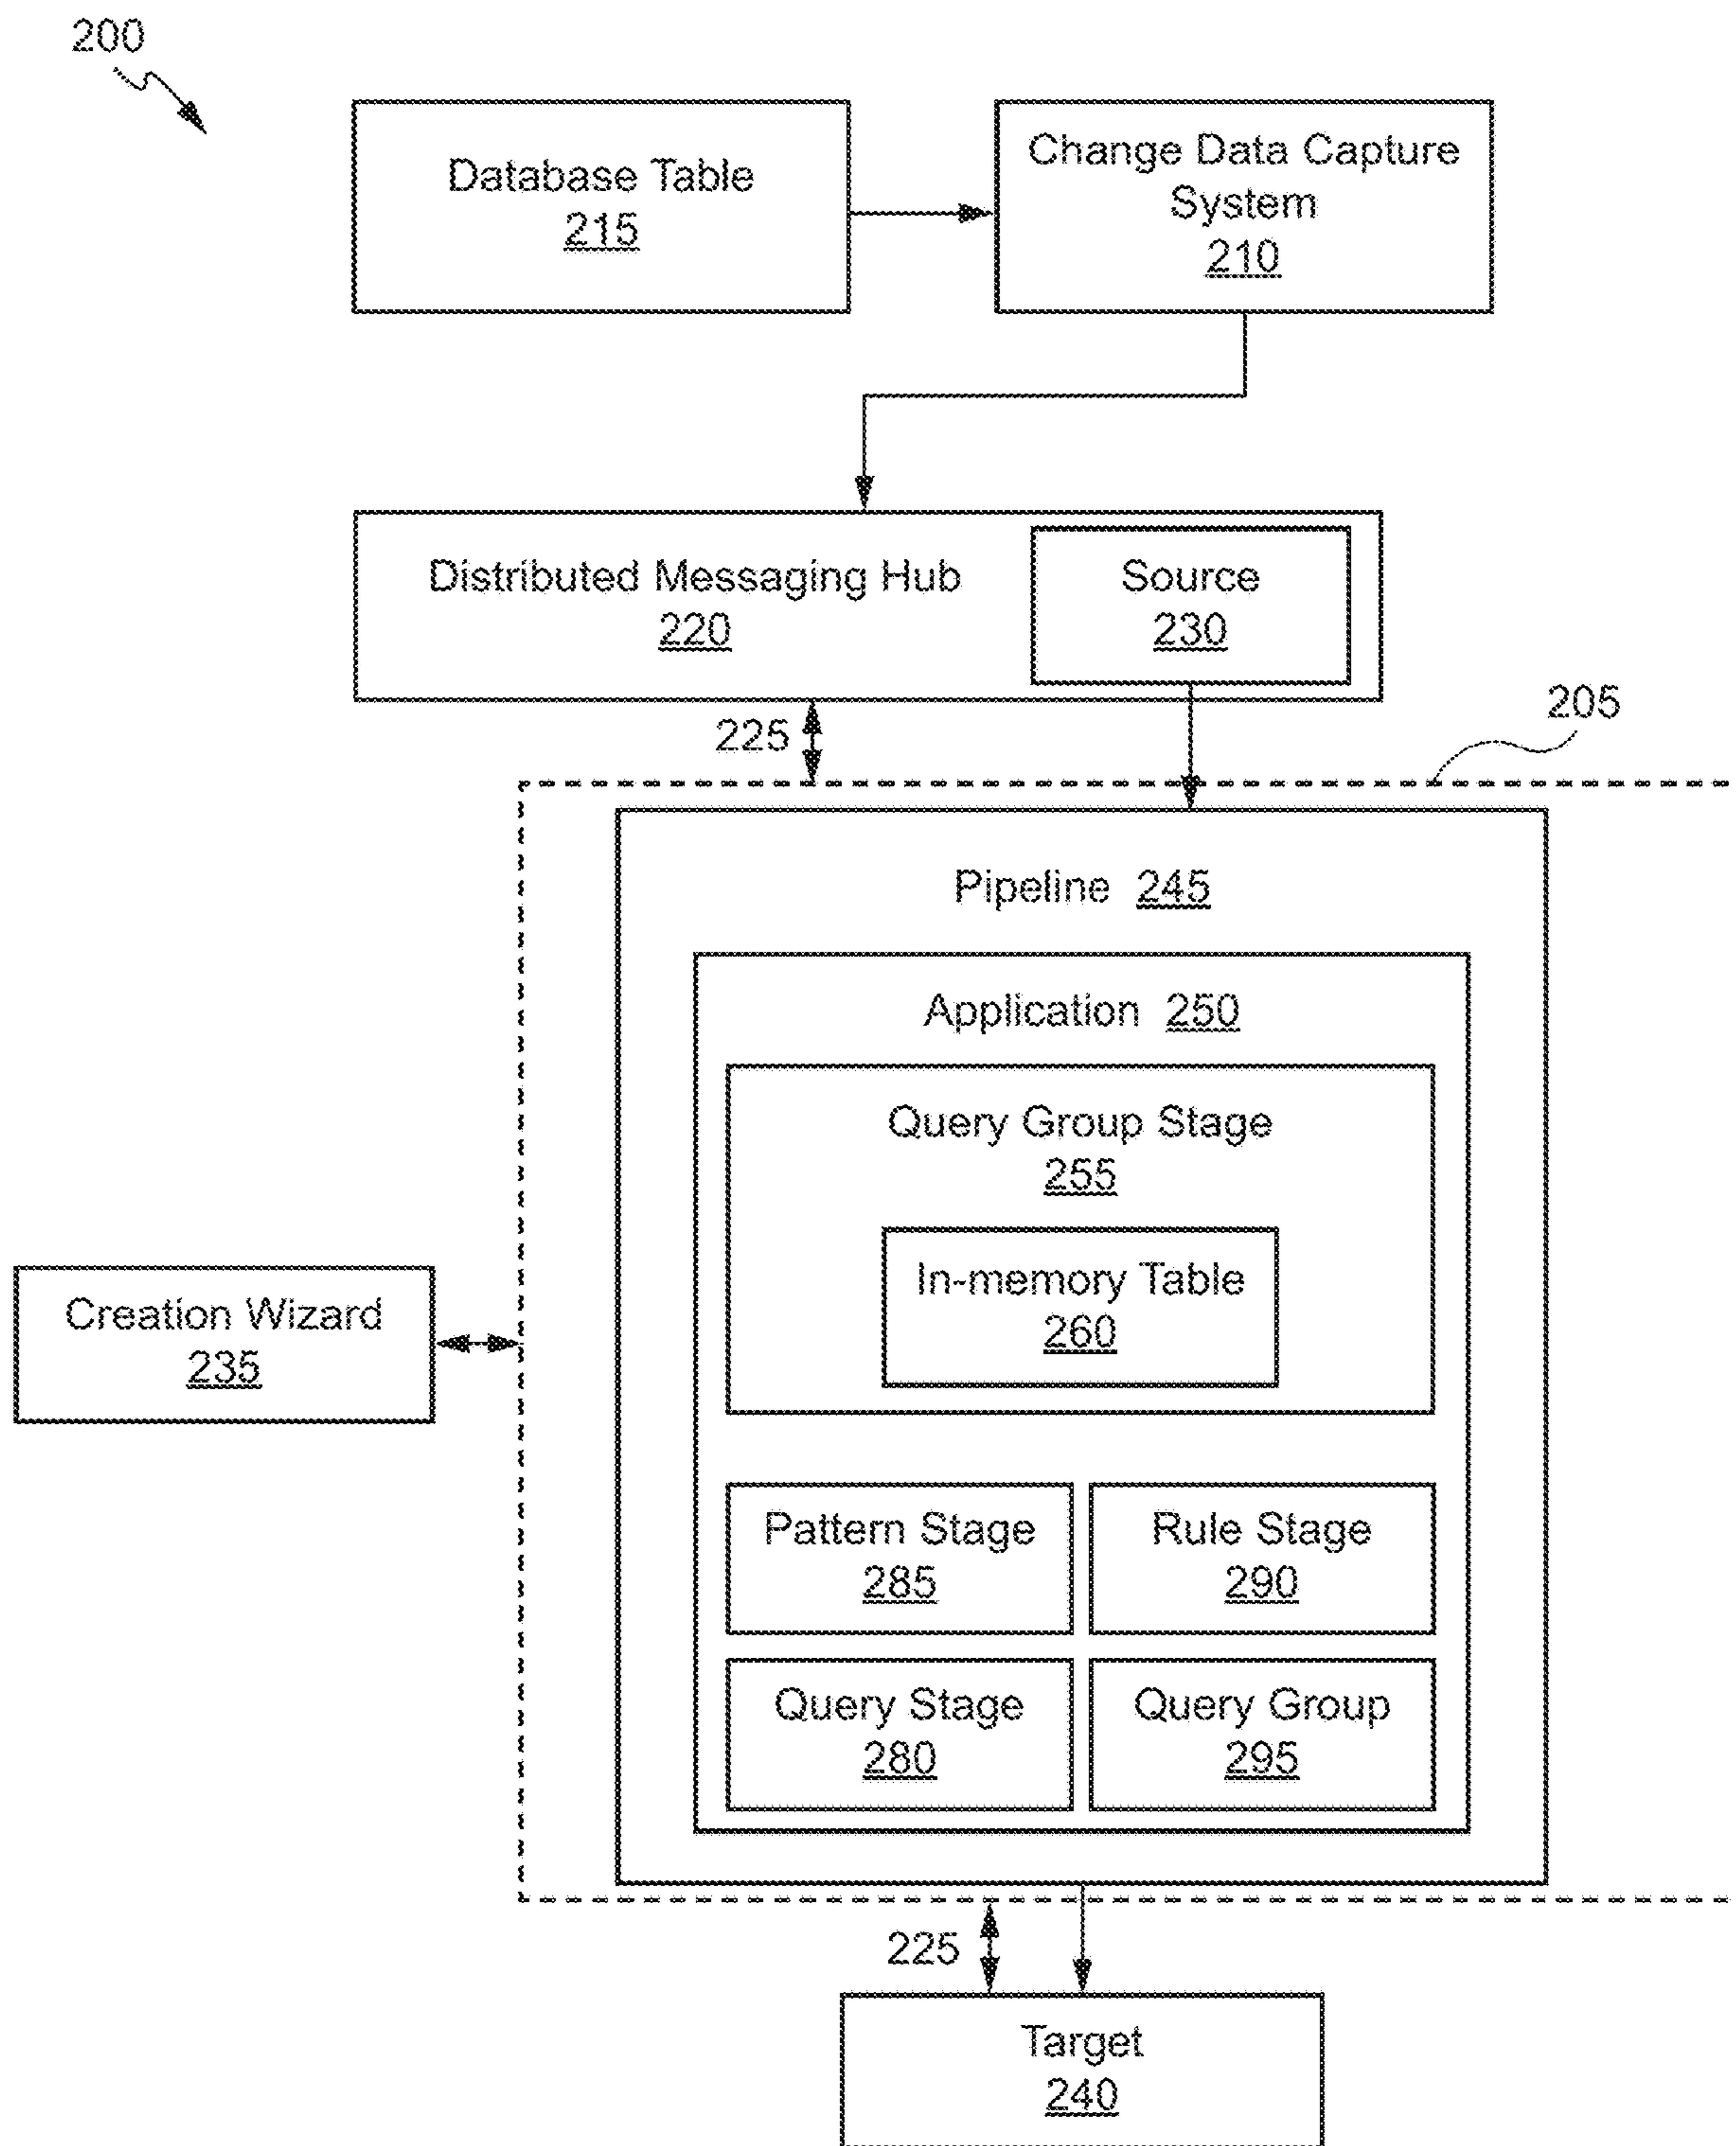 200
Database Table
215
Change Data Capture
System
210
Distributed Messaging Hub
220
Source
230
225
205
Pipeline 245
Application 250
Query Group Stage
255
In-memory Table
260
Creation Wizard
235
Pattern Stage
285
Rule Stage
290
Query Stage
280
Query Group
295
225
Target
240